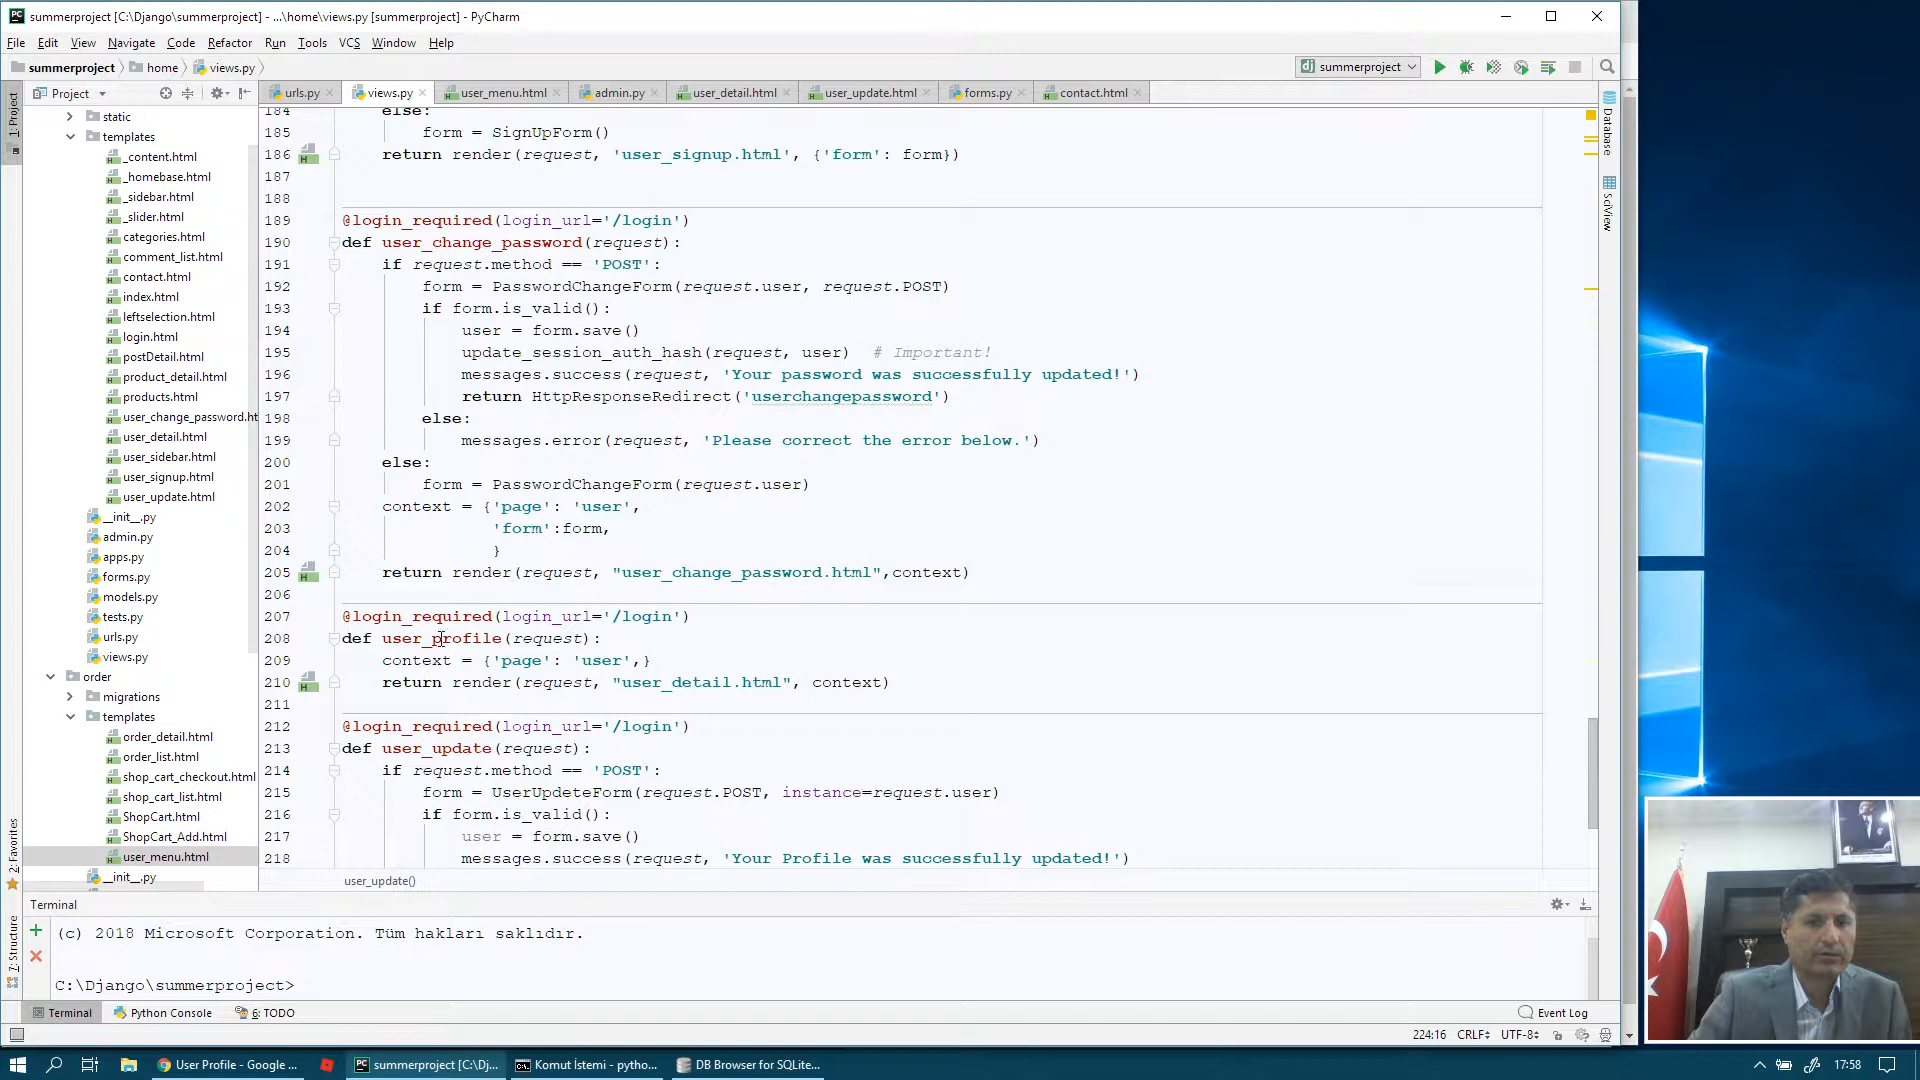 summerproject [C:\Django\summerproject] - ...\home\views.py [summerproject] - PyCharm
File Edit View Navigate Code Refactor Run Tools VCS Window Help
summerproject home views.py
summerproject
Project
urls.py views.py user_menu.html admin.py user_detail.html user_update.html forms.py contact.html
1: Project
2: Favorites
7: Structure
Database
SciView
static
templates
_content.html
_homebase.html
_sidebar.html
_slider.html
categories.html
comment_list.html
contact.html
index.html
leftselection.html
login.html
postDetail.html
product_detail.html
products.html
user_change_password.ht
user_detail.html
user_sidebar.html
user_signup.html
user_update.html
__init__.py
admin.py
apps.py
forms.py
models.py
tests.py
urls.py
views.py
order
migrations
templates
order_detail.html
order_list.html
shop_cart_checkout.html
shop_cart_list.html
ShopCart.html
ShopCart_Add.html
user_menu.html
__init__.py
184 else:
185 form = SignUpForm()
186 return render(request, 'user_signup.html', {'form': form})
187
188
189 @login_required(login_url='/login')
190 def user_change_password(request):
191 if request.method == 'POST':
192 form = PasswordChangeForm(request.user, request.POST)
193 if form.is_valid():
194 user = form.save()
195 update_session_auth_hash(request, user)  # Important!
196 messages.success(request, 'Your password was successfully updated!')
197 return HttpResponseRedirect('userchangepassword')
198 else:
199 messages.error(request, 'Please correct the error below.')
200 else:
201 form = PasswordChangeForm(request.user)
202 context = {'page': 'user',
203 'form':form,
204 }
205 return render(request, "user_change_password.html",context)
206
207 @login_required(login_url='/login')
208 def user_profile(request):
209 context = {'page': 'user',}
210 return render(request, "user_detail.html", context)
211
212 @login_required(login_url='/login')
213 def user_update(request):
214 if request.method == 'POST':
215 form = UserUpdeteForm(request.POST, instance=request.user)
216 if form.is_valid():
217 user = form.save()
218 messages.success(request, 'Your Profile was successfully updated!')
user_update()
Terminal
(c) 2018 Microsoft Corporation. Tüm hakları saklıdır.
C:\Django\summerproject>
Terminal Python Console 6: TODO Event Log
224:16 CRLF UTF-8
User Profile - Google ... summerproject [C:\Dj... Komut İstemi - pytho... DB Browser for SQLite... 17:58